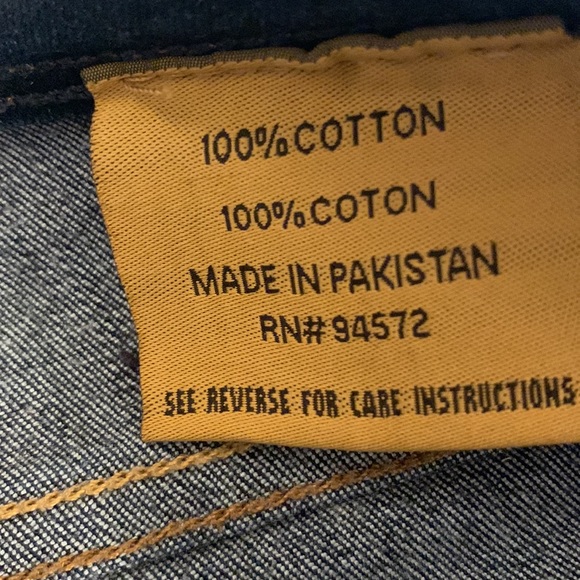 100% COTTON
100% COTON
MADE IN PAKISTAN
RN# 94572
SEE REVERSE FOR CARE INSTRUCTIONS